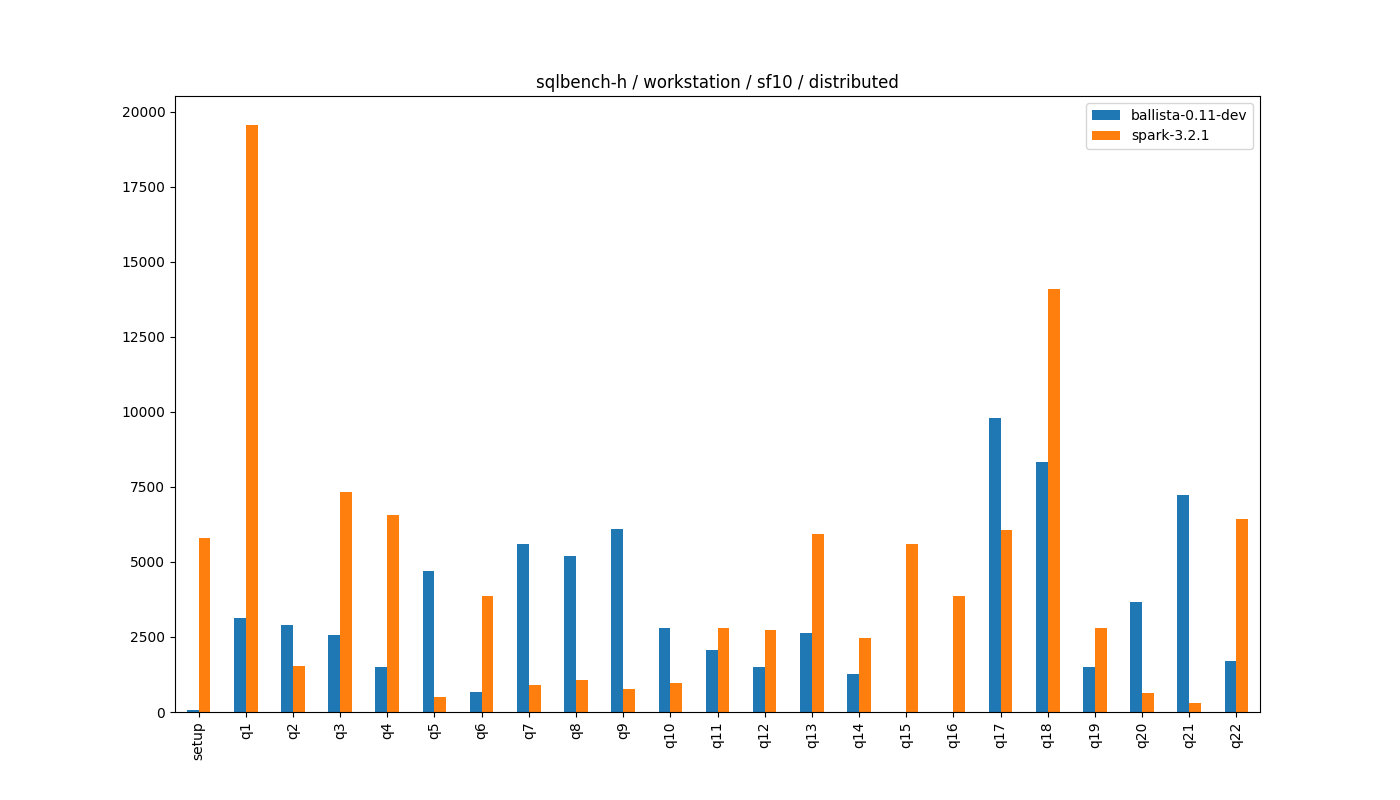 sqlbench-h / workstation / sf10 / distributed
ballista-0.11-dev
spark-3.2.1
20000
17500
15000
12500
10000
7500
5000
2500
0
setup q1 q2 q3 q4 q5 q6 q7 q8 q9 q10 q11 q12 q13 q14 q15 q16 q17 q18 q19 q20 q21 q22